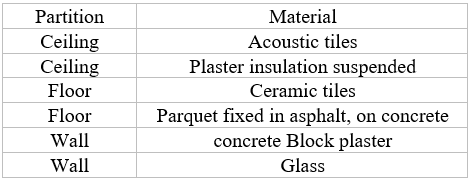 Partition Material
Ceiling Acoustic tiles
Ceiling Plaster insulation suspended
Floor Ceramic tiles
Floor Parquet fixed in asphalt, on concrete
Wall concrete Block plaster
Wall Glass